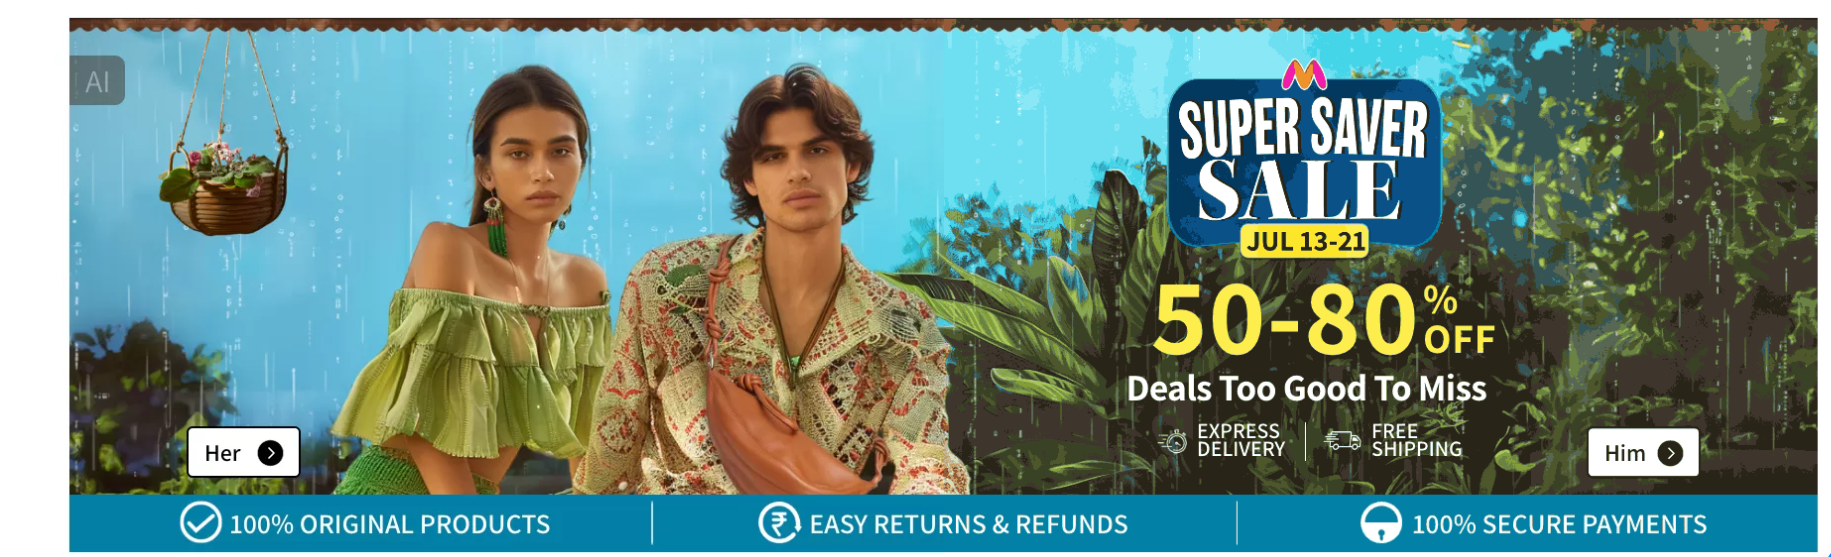 AI
SUPER SAVER
SALE
JUL 13-21
50-80%
OFF
Deals Too Good To Miss
EXPRESS
DELIVERY
FREE
SHIPPING
Her
Him
100% ORIGINAL PRODUCTS
EASY RETURNS & REFUNDS
100% SECURE PAYMENTS